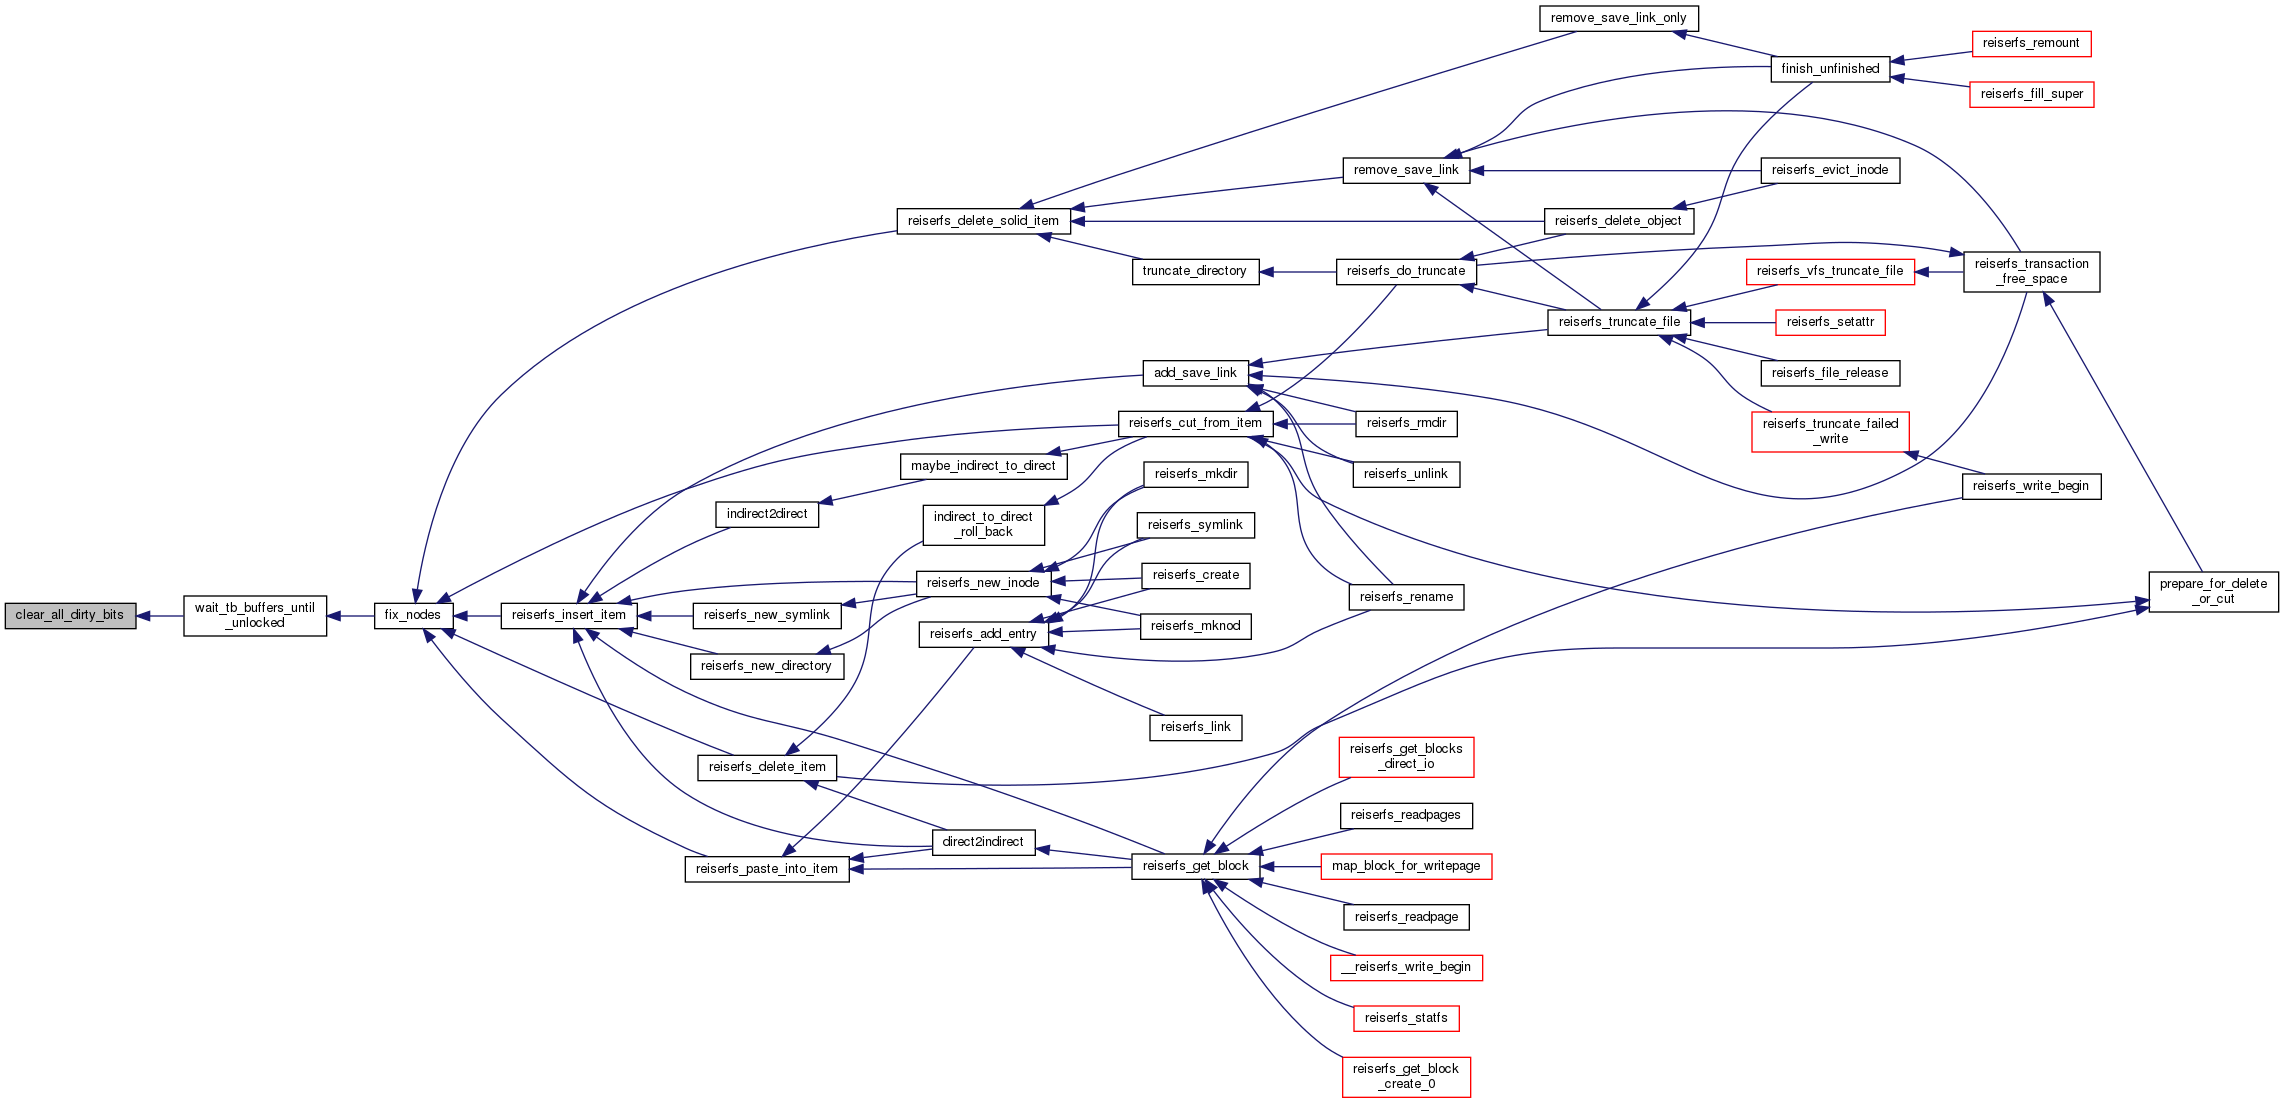 remove_save_link_only
reiserfs_remount
finish_unfinished
reiserfs_fill_super
remove_save_link
reiserfs_evict_inode
reiserfs_delete_solid_item
reiserfs_delete_object
truncate_directory
reiserfs_do_truncate
reiserfs_vfs_truncate_file
reiserfs_transaction
_free_space
reiserfs_truncate_file
reiserfs_setattr
add_save_link
reiserfs_file_release
reiserfs_cut_from_item
reiserfs_rmdir
reiserfs_truncate_failed
_write
maybe_indirect_to_direct
reiserfs_mkdir
reiserfs_unlink
reiserfs_write_begin
indirect2direct
indirect_to_direct
_roll_back
reiserfs_symlink
reiserfs_new_inode
reiserfs_create
reiserfs_rename
prepare_for_delete
_or_cut
clear_all_dirty_bits
wait_tb_buffers_until
_unlocked
fix_nodes
reiserfs_insert_item
reiserfs_new_symlink
reiserfs_add_entry
reiserfs_mknod
reiserfs_new_directory
reiserfs_link
reiserfs_delete_item
reiserfs_get_blocks
_direct_io
reiserfs_readpages
direct2indirect
reiserfs_paste_into_item
reiserfs_get_block
map_block_for_writepage
reiserfs_readpage
__reiserfs_write_begin
reiserfs_statfs
reiserfs_get_block
_create_0